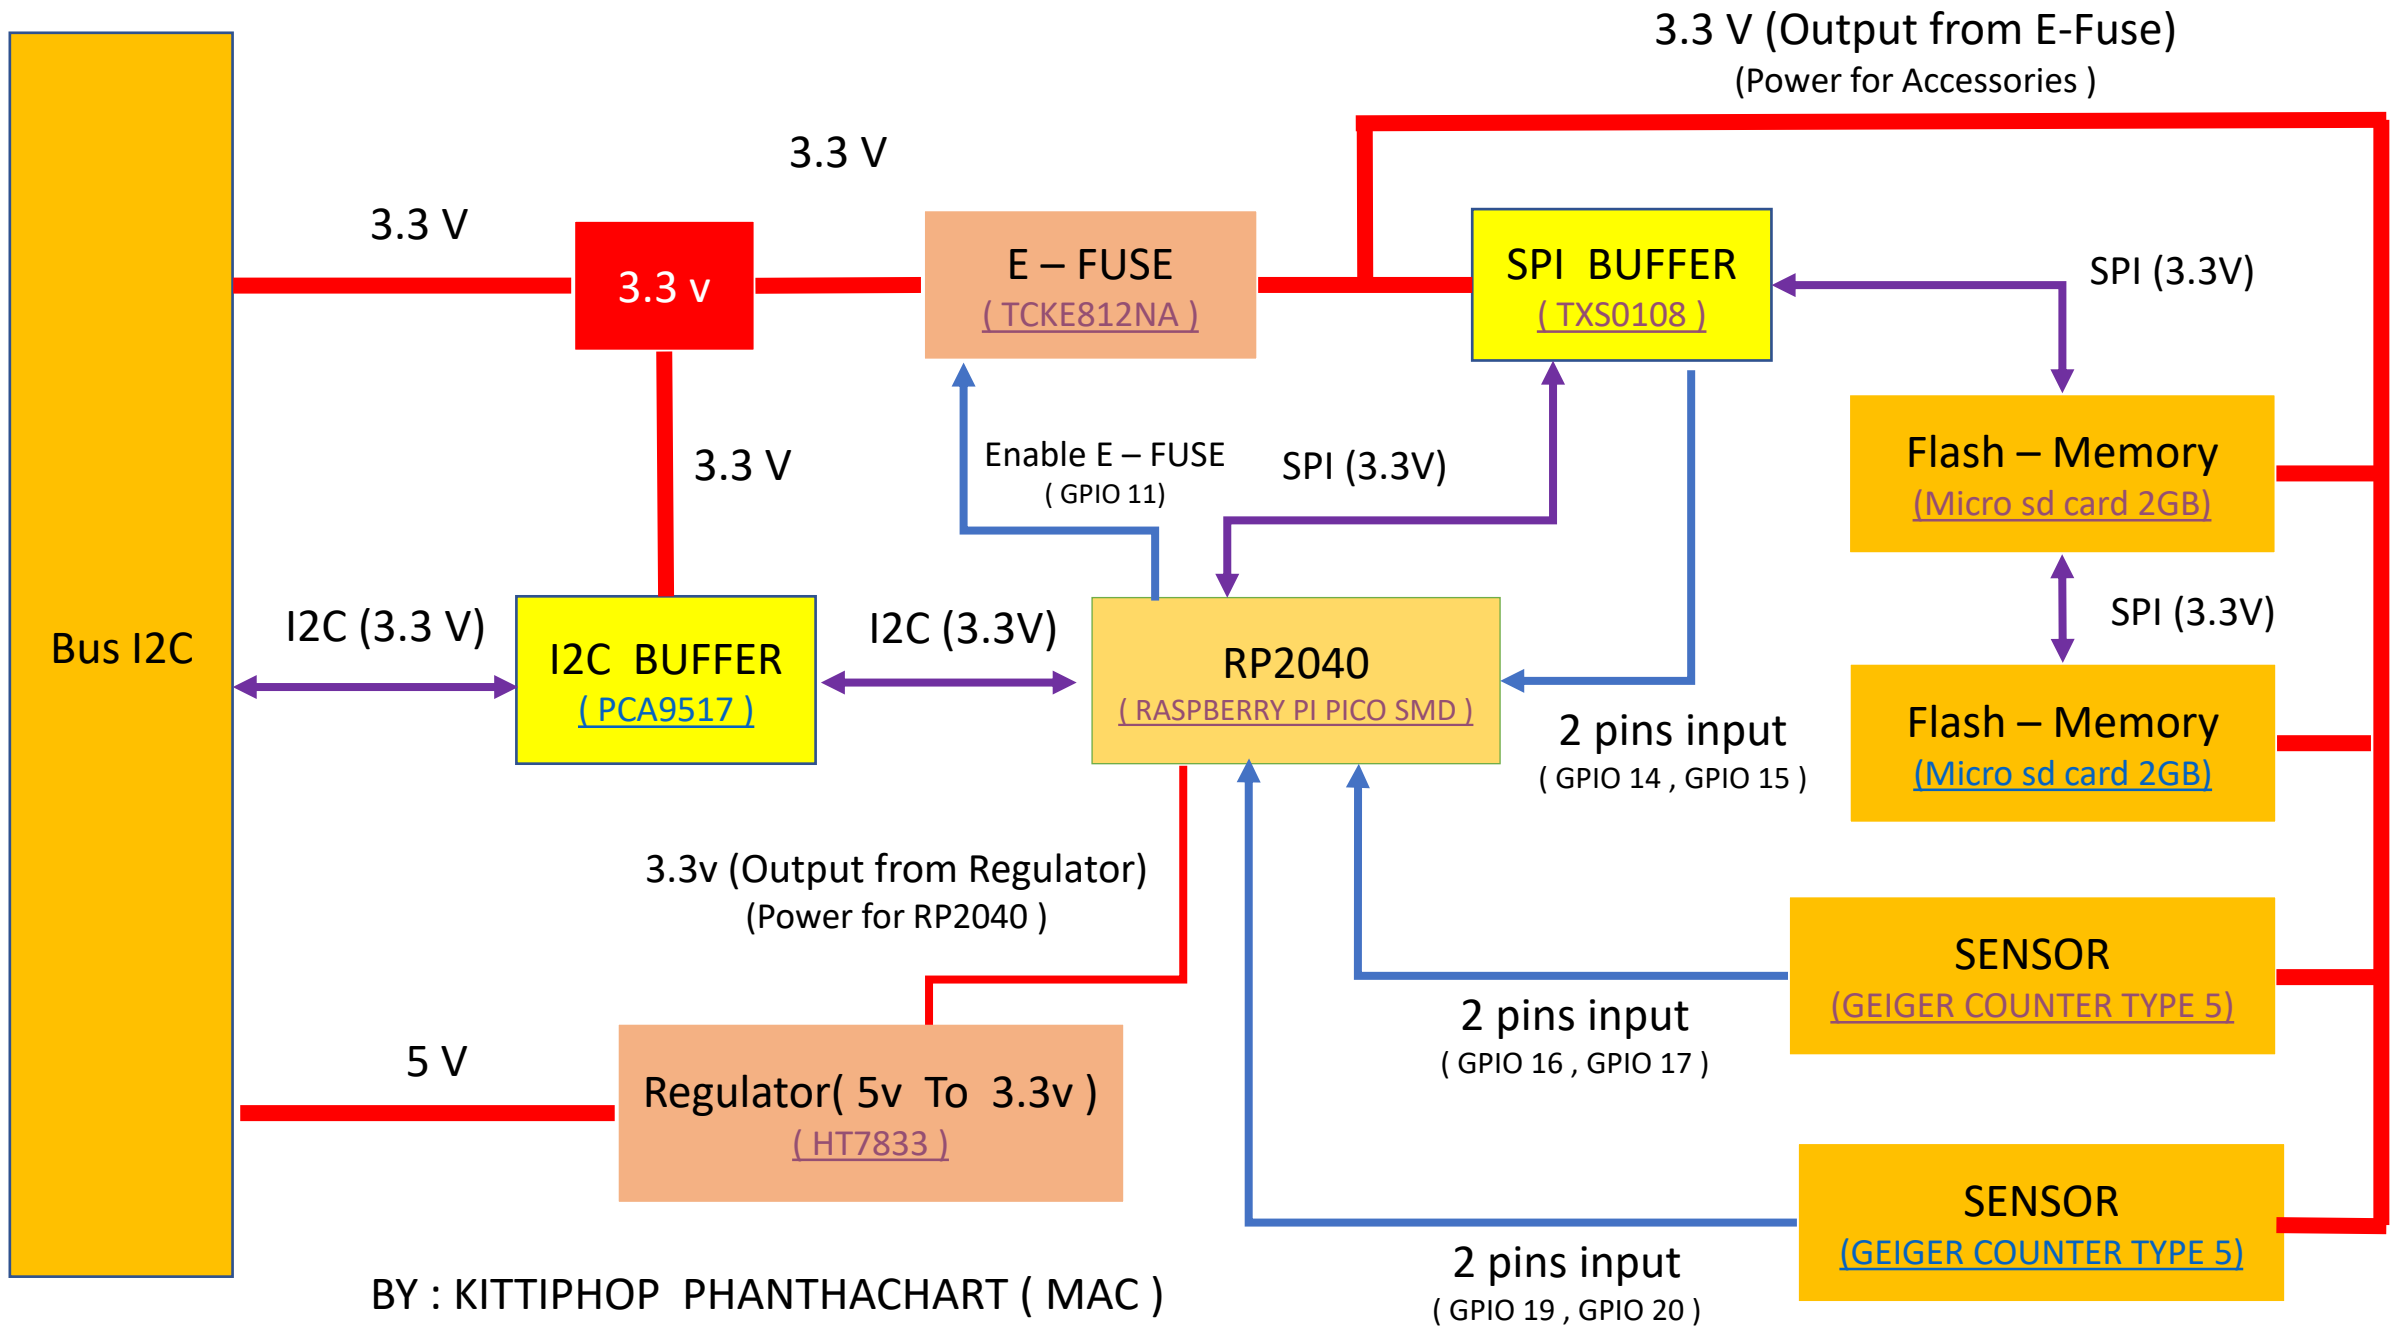 3.3 V (Output from E-Fuse)
(Power for Accessories )
3.3 V
3.3 V
3.3 v
E – FUSE
( TCKE812NA )
SPI  BUFFER
( TXS0108 )
SPI (3.3V)
3.3 V
Enable E – FUSE
( GPIO 11)
SPI (3.3V)
Flash – Memory
(Micro sd card 2GB)
SPI (3.3V)
Bus I2C
I2C (3.3 V)
I2C  BUFFER
( PCA9517 )
I2C (3.3V)
RP2040
( RASPBERRY PI PICO SMD )
2 pins input
( GPIO 14 , GPIO 15 )
Flash – Memory
(Micro sd card 2GB)
3.3v (Output from Regulator)
(Power for RP2040 )
SENSOR
(GEIGER COUNTER TYPE 5)
2 pins input
( GPIO 16 , GPIO 17 )
5 V
Regulator( 5v  To  3.3v )
( HT7833 )
SENSOR
(GEIGER COUNTER TYPE 5)
2 pins input
( GPIO 19 , GPIO 20 )
BY : KITTIPHOP  PHANTHACHART ( MAC )